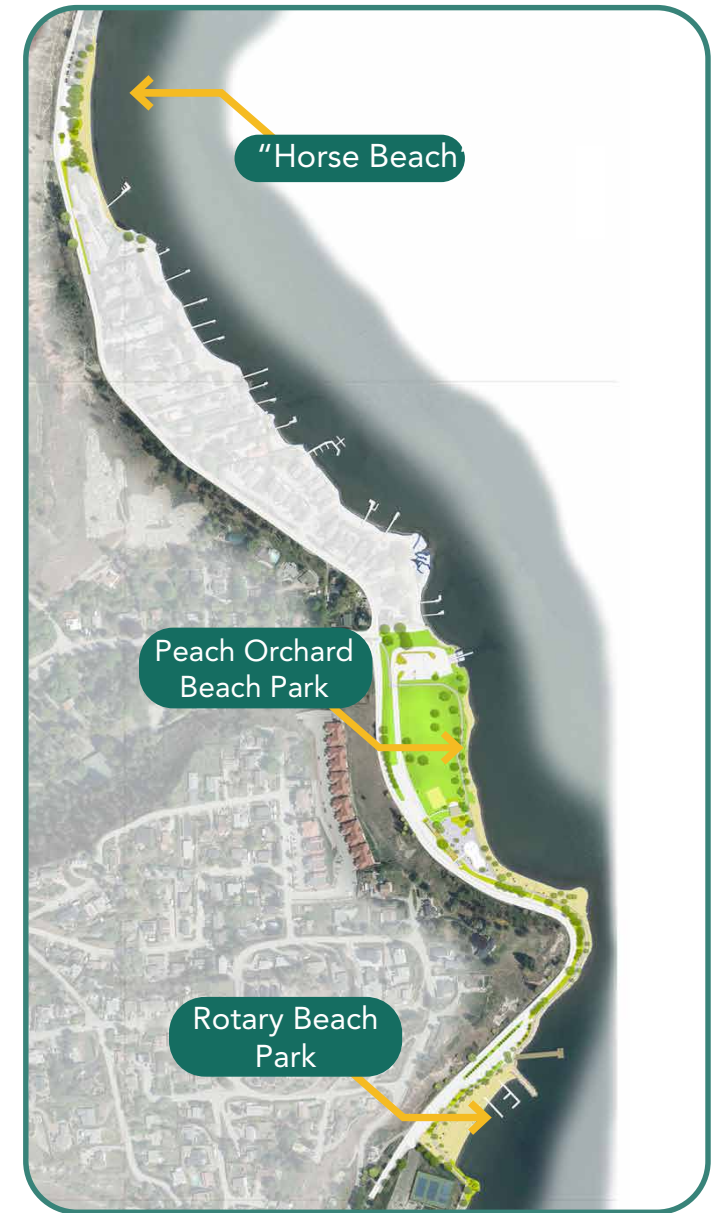 “Horse Beach’
Peach Orchard
Beach Park
Rotary Beach
Park